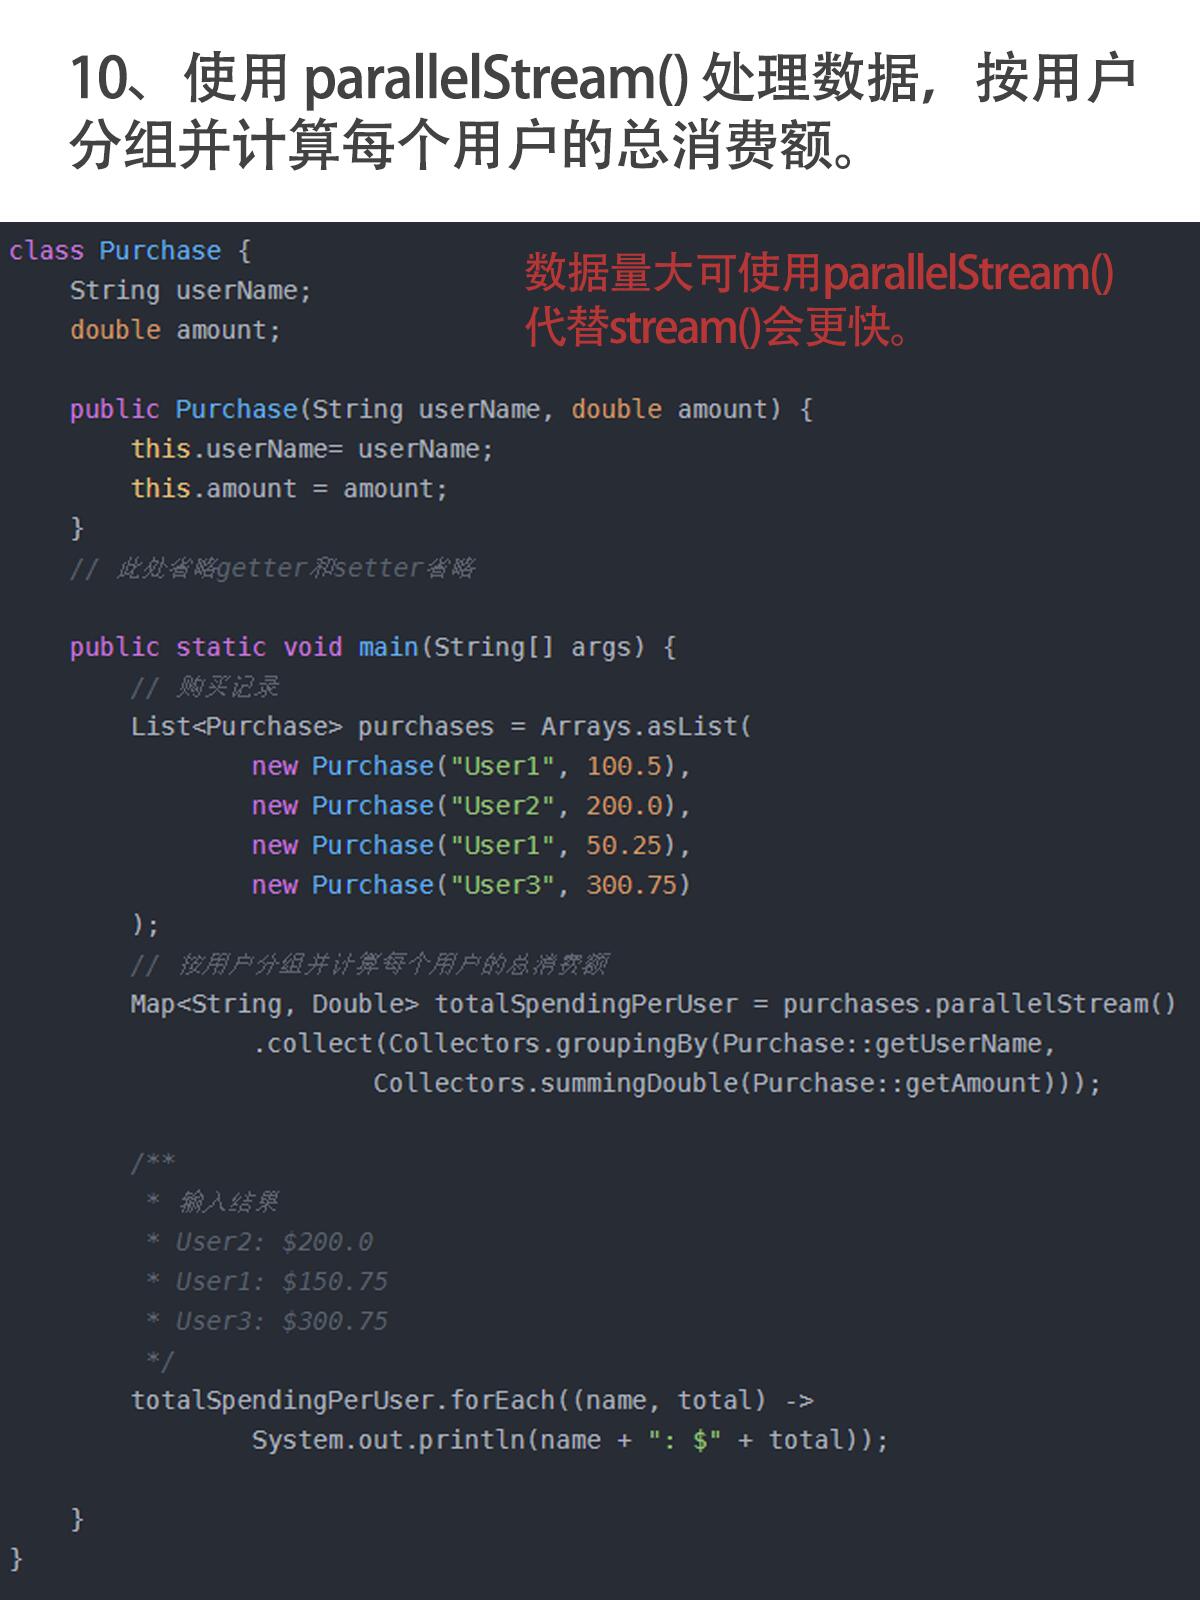 10、使用 parallelStream() 处理数据，按用户
分组并计算每个用户的总消费额。
数据量大可使用parallelStream()
代替stream()会更快。
class Purchase {
    String userName;
    double amount;

    public Purchase(String userName, double amount) {
        this.userName= userName;
        this.amount = amount;
    }
    // 此处省略getter和setter省略

    public static void main(String[] args) {
        // 购买记录
        List<Purchase> purchases = Arrays.asList(
                new Purchase("User1", 100.5),
                new Purchase("User2", 200.0),
                new Purchase("User1", 50.25),
                new Purchase("User3", 300.75)
        );
        // 按用户分组并计算每个用户的总消费额
        Map<String, Double> totalSpendingPerUser = purchases.parallelStream()
                .collect(Collectors.groupingBy(Purchase::getUserName,
                        Collectors.summingDouble(Purchase::getAmount)));

        /**
         * 输入结果
         * User2: $200.0
         * User1: $150.75
         * User3: $300.75
         */
        totalSpendingPerUser.forEach((name, total) ->
                System.out.println(name + ": $" + total));

    }
}